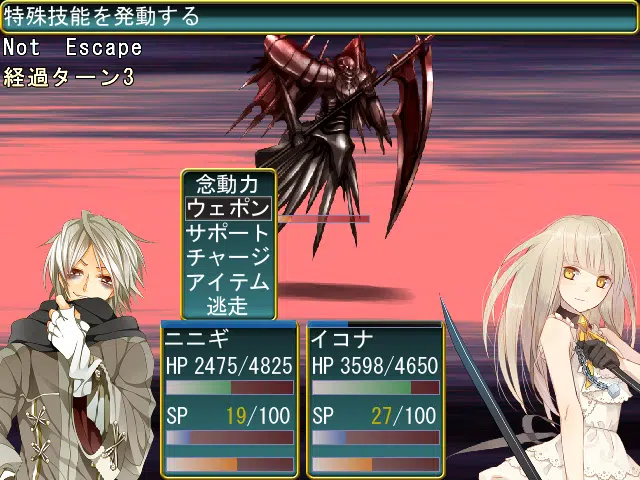 特殊技能を発動する
Not Escape
経過ターン3
念動力
ウェポン
サポート
チャージ
アイテム
逃走
ニニギ
HP 2475/4825
SP 19/100
イコナ
HP 3598/4650
SP 27/100